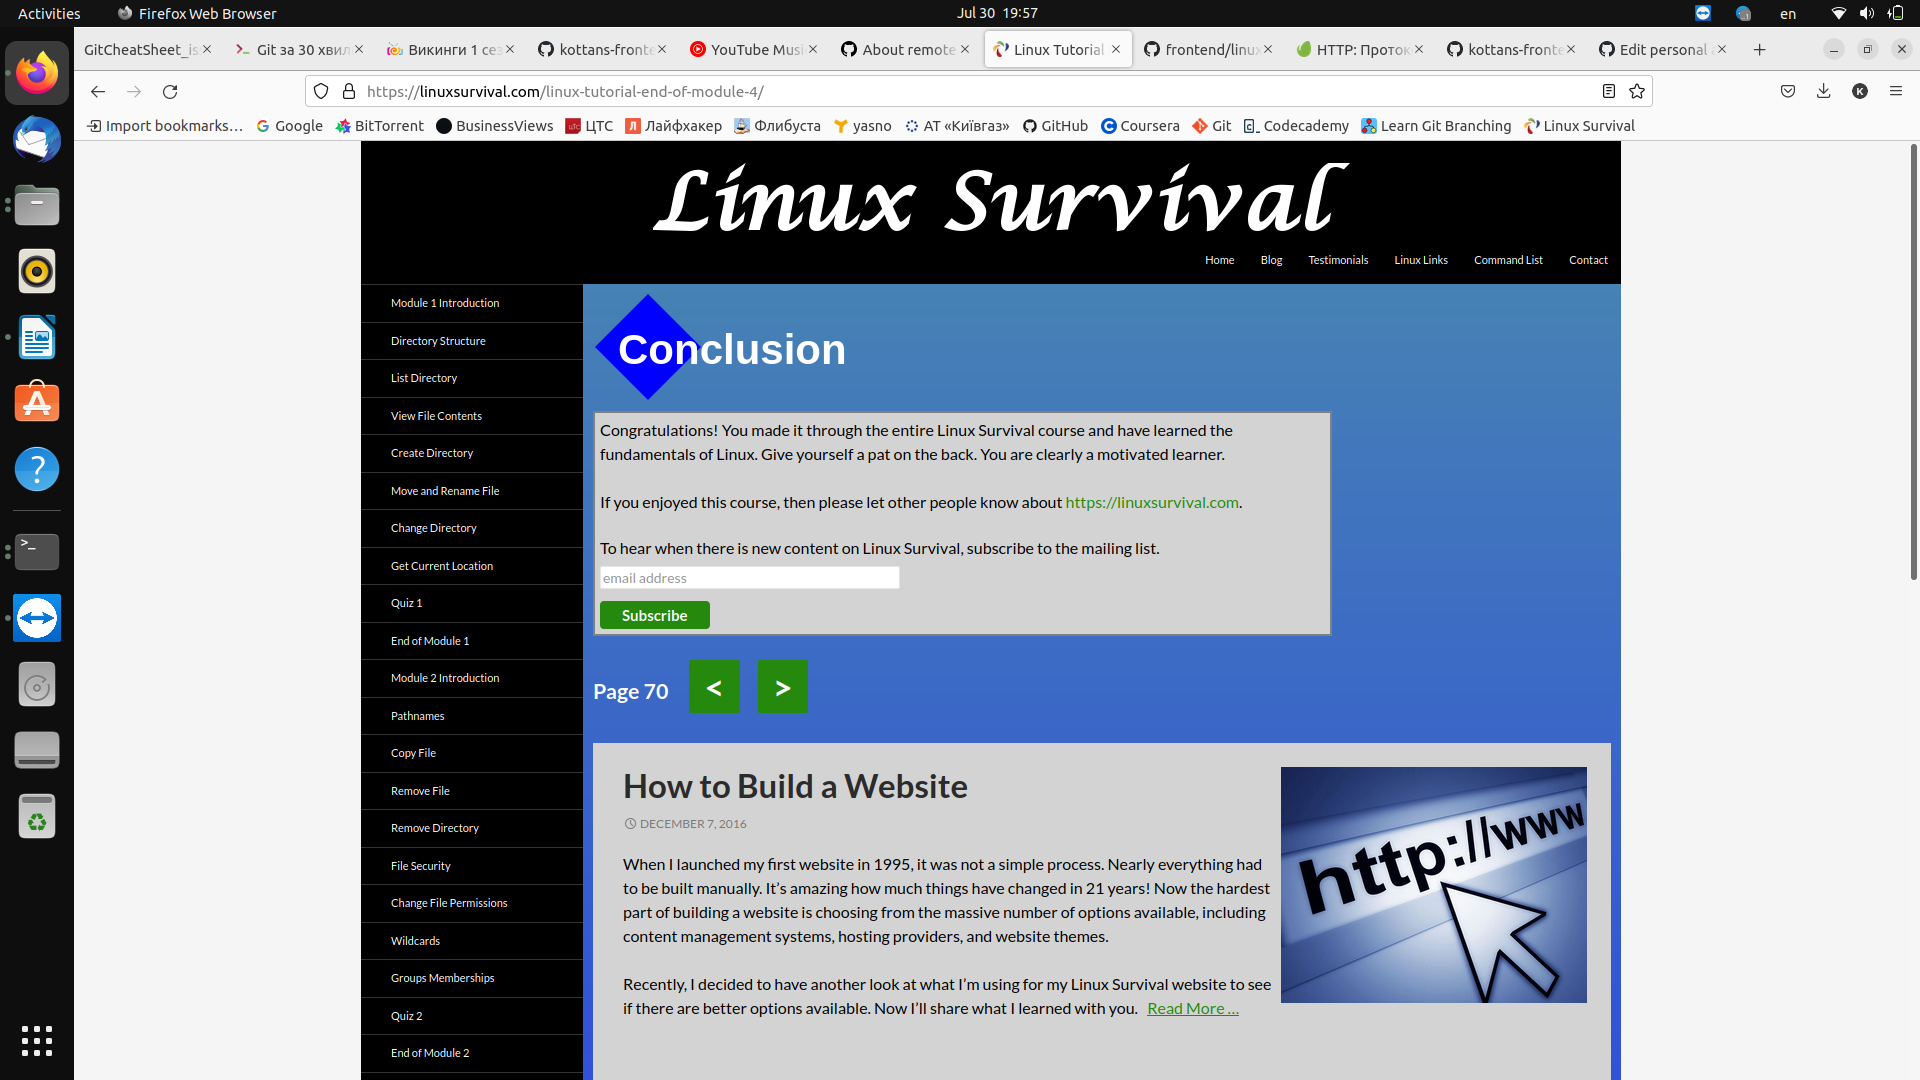 Activities
Firefox Web Browser
Jul 30 19:57
en
GitCheatSheet_is
Git за 30 хвил
Викинги 1 сез
kottans-fronte
YouTube Musi
About remote
Linux Tutorial
frontend/linux
HTTP: Проток
kottans-fronte
Edit personal a
https://linuxsurvival.com/linux-tutorial-end-of-module-4/
K
Import bookmarks…
Google
BitTorrent
BusinessViews
ЦТС
Лайфхакер
Флибуста
yasno
АТ «Київгаз»
GitHub
Coursera
Git
Codecademy
Learn Git Branching
Linux Survival
Linux Survival
Home
Blog
Testimonials
Linux Links
Command List
Contact
Module 1 Introduction
Directory Structure
List Directory
View File Contents
Create Directory
Move and Rename File
Change Directory
Get Current Location
Quiz 1
End of Module 1
Module 2 Introduction
Pathnames
Copy File
Remove File
Remove Directory
File Security
Change File Permissions
Wildcards
Groups Memberships
Quiz 2
End of Module 2
Conclusion
Congratulations! You made it through the entire Linux Survival course and have learned the
fundamentals of Linux. Give yourself a pat on the back. You are clearly a motivated learner.
If you enjoyed this course, then please let other people know about https://linuxsurvival.com.
To hear when there is new content on Linux Survival, subscribe to the mailing list.
email address
Subscribe
Page 70
<
>
How to Build a Website
DECEMBER 7, 2016
When I launched my first website in 1995, it was not a simple process. Nearly everything had
to be built manually. It’s amazing how much things have changed in 21 years! Now the hardest
part of building a website is choosing from the massive number of options available, including
content management systems, hosting providers, and website themes.
Recently, I decided to have another look at what I’m using for my Linux Survival website to see
if there are better options available. Now I’ll share what I learned with you. Read More …
http://www